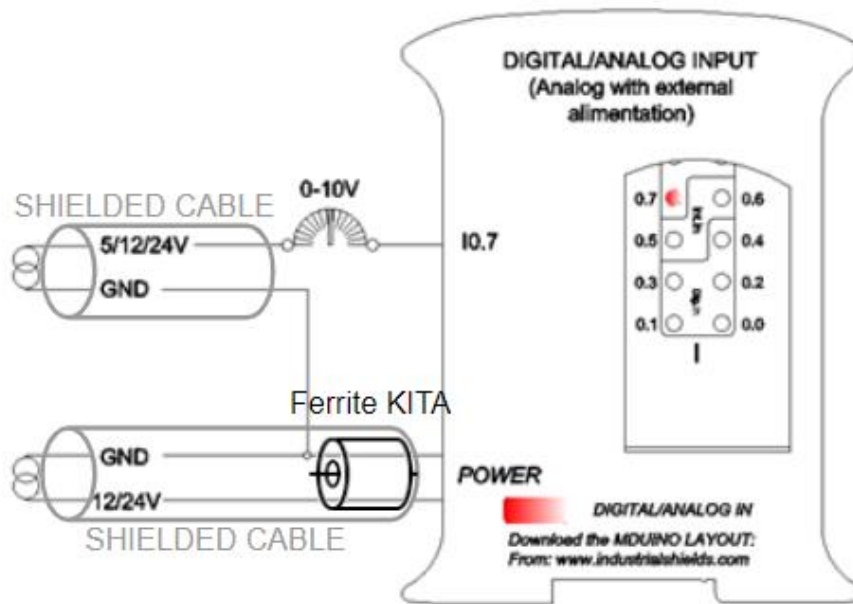 DIGITAL/ANALOG INPUT
(Analog with external
alimentation)
0-10V
SHIELDED CABLE
5/12/24V
GND
I0.7
0.7
0.6
0.5
0.4
0.3
0.2
0.1
0.0
I
Ferrite KITA
GND
12/24V
SHIELDED CABLE
POWER
DIGITAL/ANALOG IN
Download the MDUINO LAYOUT:
From: www.industrialshields.com